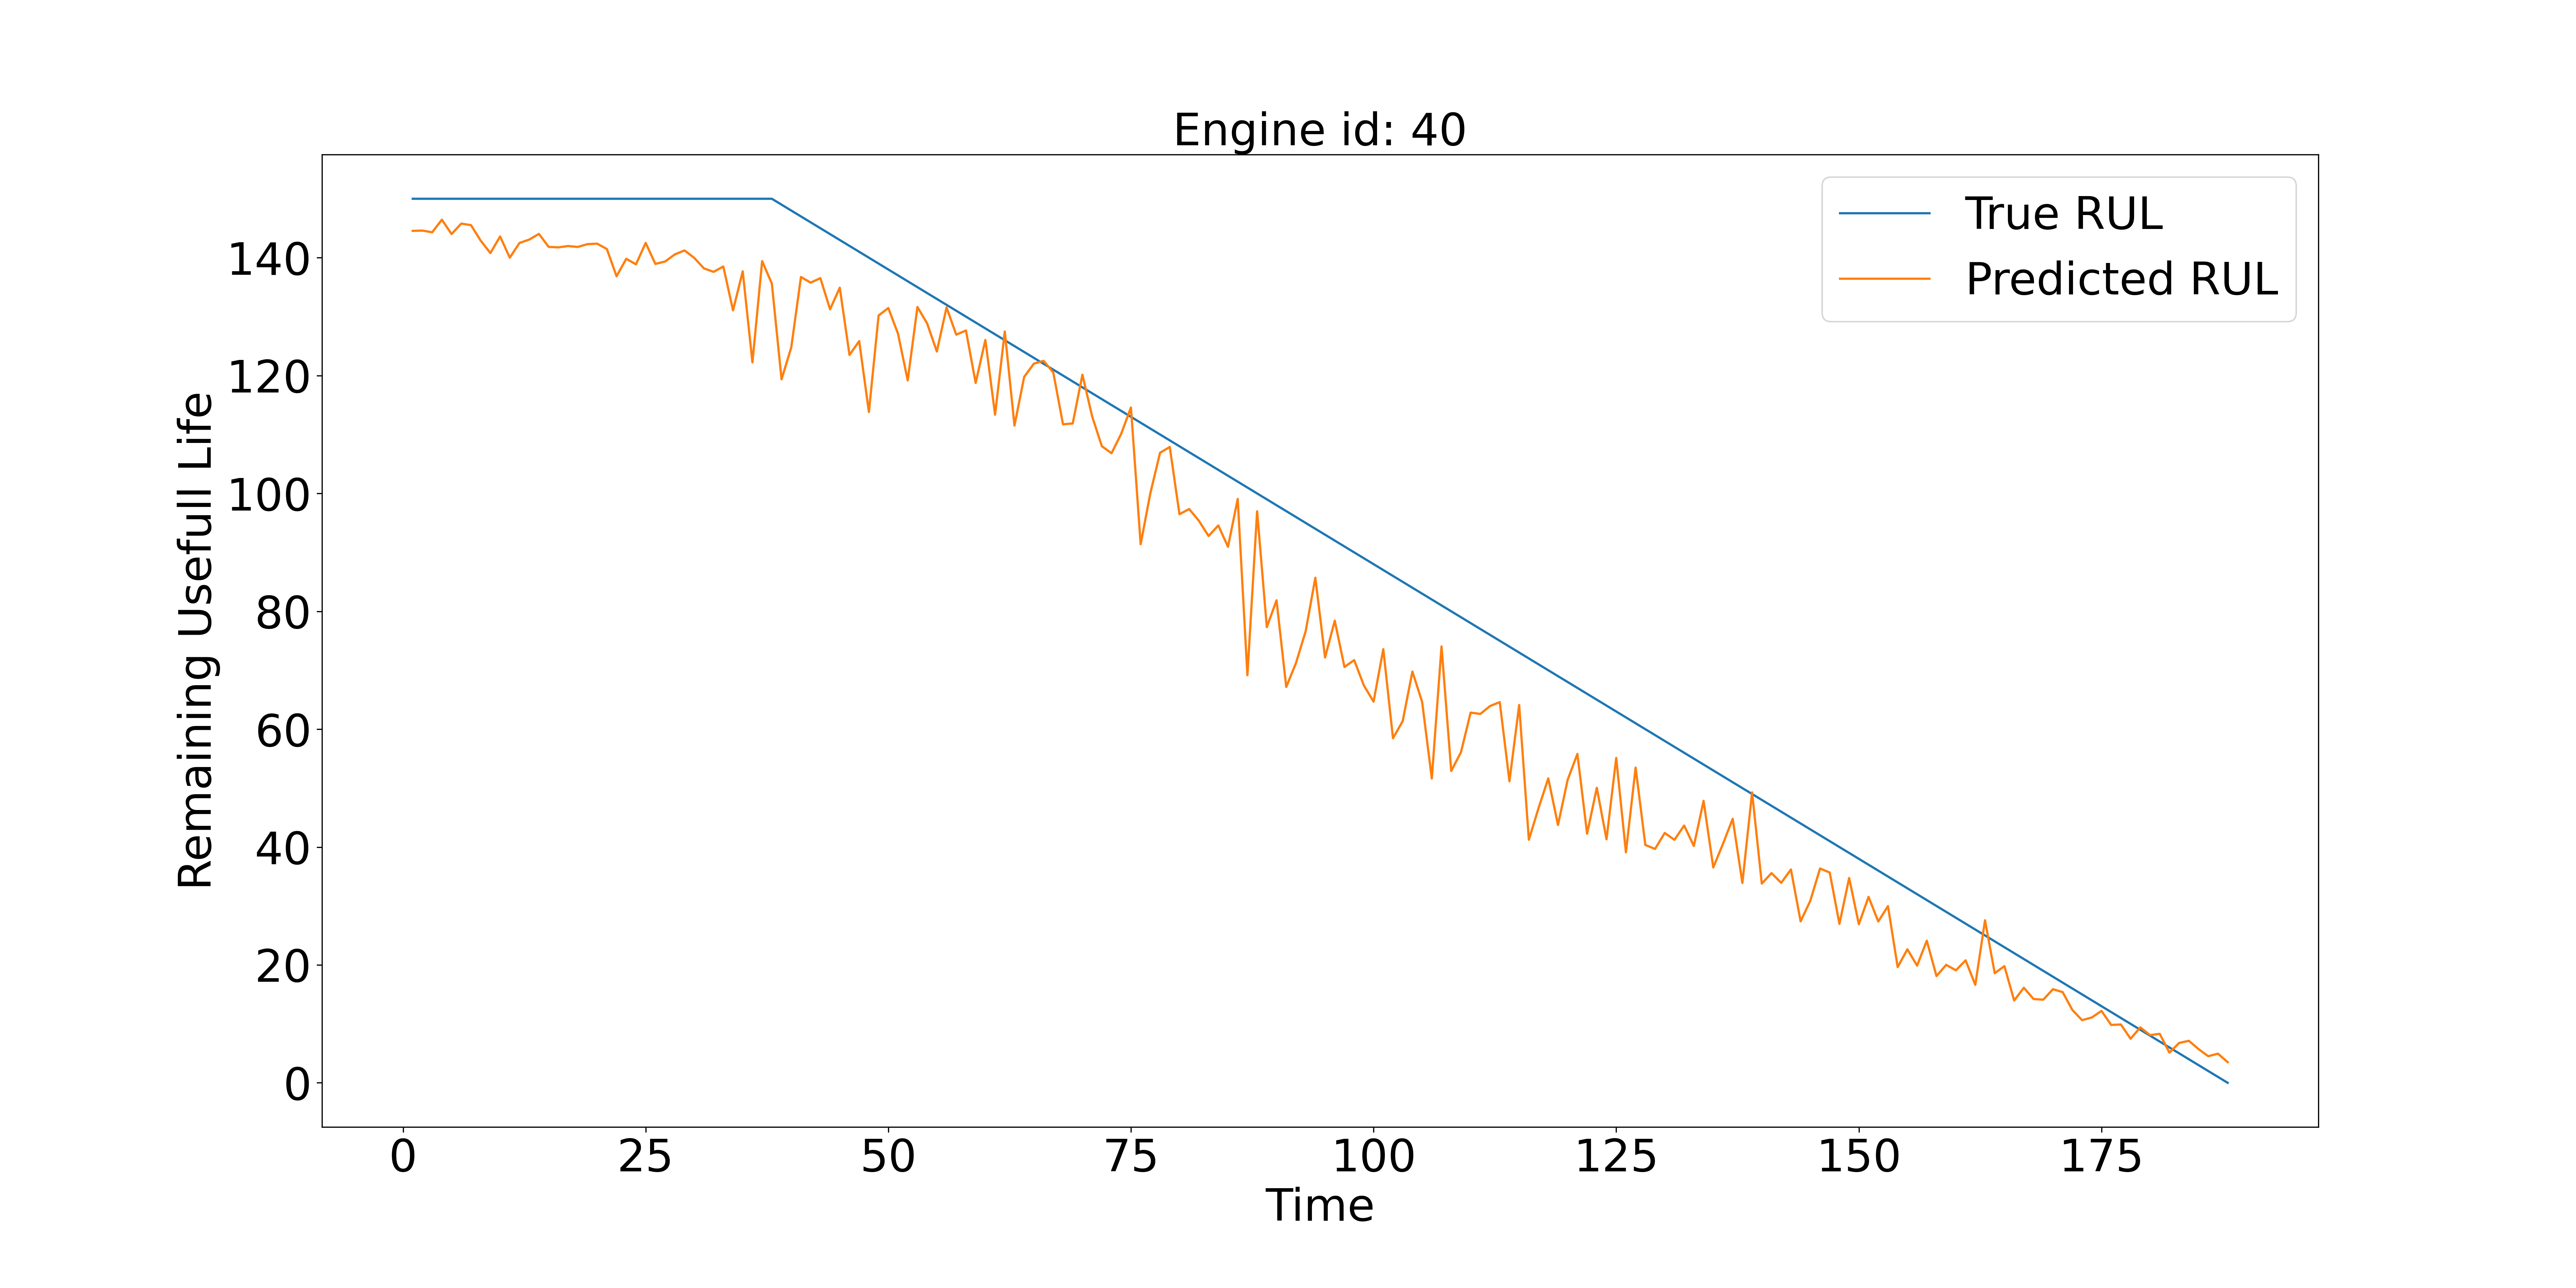 Engine id: 40
True RUL
Predicted RUL
Remaining Usefull Life
140
120
100
80
60
40
20
0
0 25 50 75 100 125 150 175
Time